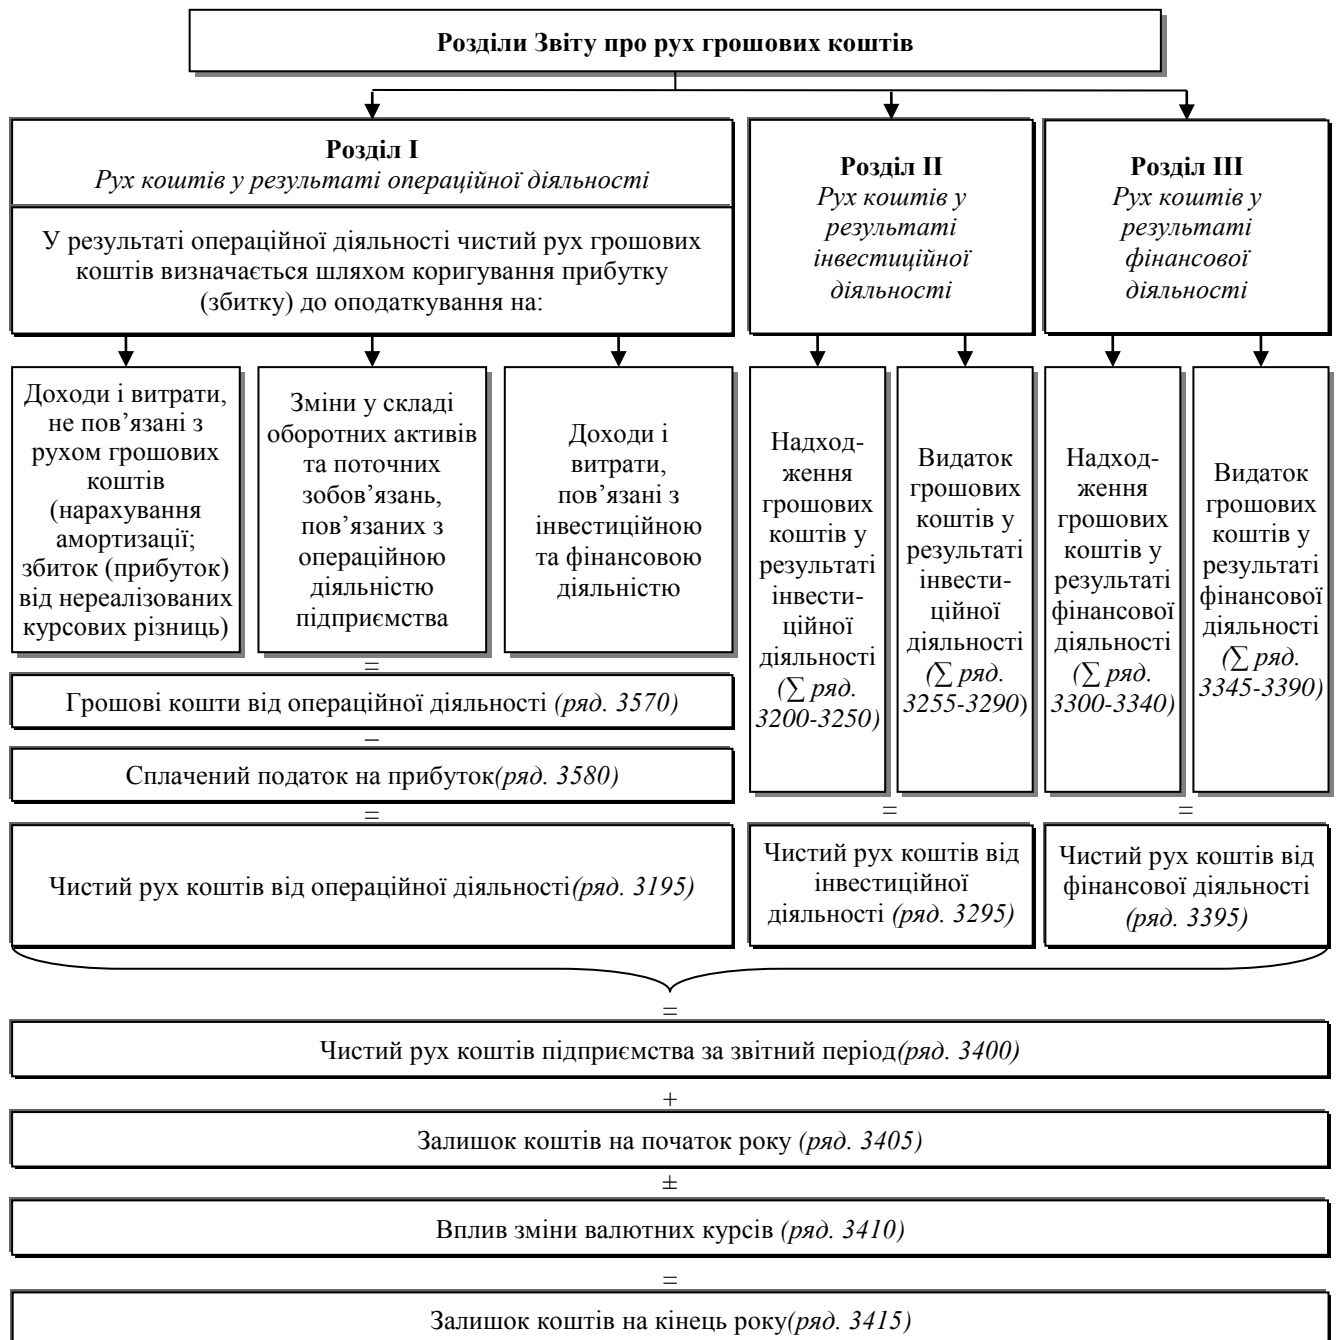 Розділи Звіту про рух грошових коштів
Розділ I
Рух коштів у результаті операційної діяльності
У результаті операційної діяльності чистий рух грошових
коштів визначається шляхом коригування прибутку
(збитку) до оподаткування на:
Розділ II
Рух коштів у
результаті
інвестиційної
діяльності
Розділ III
Рух коштів у
результаті
фінансової
діяльності
Доходи і витрати,
не пов’язані з
рухом грошових
коштів
(нарахування
амортизації;
збиток (прибуток)
від нереалізованих
курсових різниць)
Зміни у складі
оборотних активів
та поточних
зобов’язань,
пов’язаних з
операційною
діяльністю
підприємства
Доходи і
витрати,
пов’язані з
інвестиційною
та фінансовою
діяльністю
Надход-
ження
грошових
коштів у
результаті
інвести-
ційної
діяльності
(∑ ряд.
3200-3250)
Видаток
грошових
коштів у
результаті
інвести-
ційної
діяльності
(∑ ряд.
3255-3290)
Надход-
ження
грошових
коштів у
результаті
фінансової
діяльності
(∑ ряд.
3300-3340)
Видаток
грошових
коштів у
результаті
фінансової
діяльності
(∑ ряд.
3345-3390)
=
Грошові кошти від операційної діяльності (ряд. 3570)
–
Сплачений податок на прибуток(ряд. 3580)
=
=
=
Чистий рух коштів від операційної діяльності(ряд. 3195)
Чистий рух коштів від
інвестиційної
діяльності (ряд. 3295)
Чистий рух коштів від
фінансової діяльності
(ряд. 3395)
=
Чистий рух коштів підприємства за звітний період(ряд. 3400)
+
Залишок коштів на початок року (ряд. 3405)
±
Вплив зміни валютних курсів (ряд. 3410)
=
Залишок коштів на кінець року(ряд. 3415)